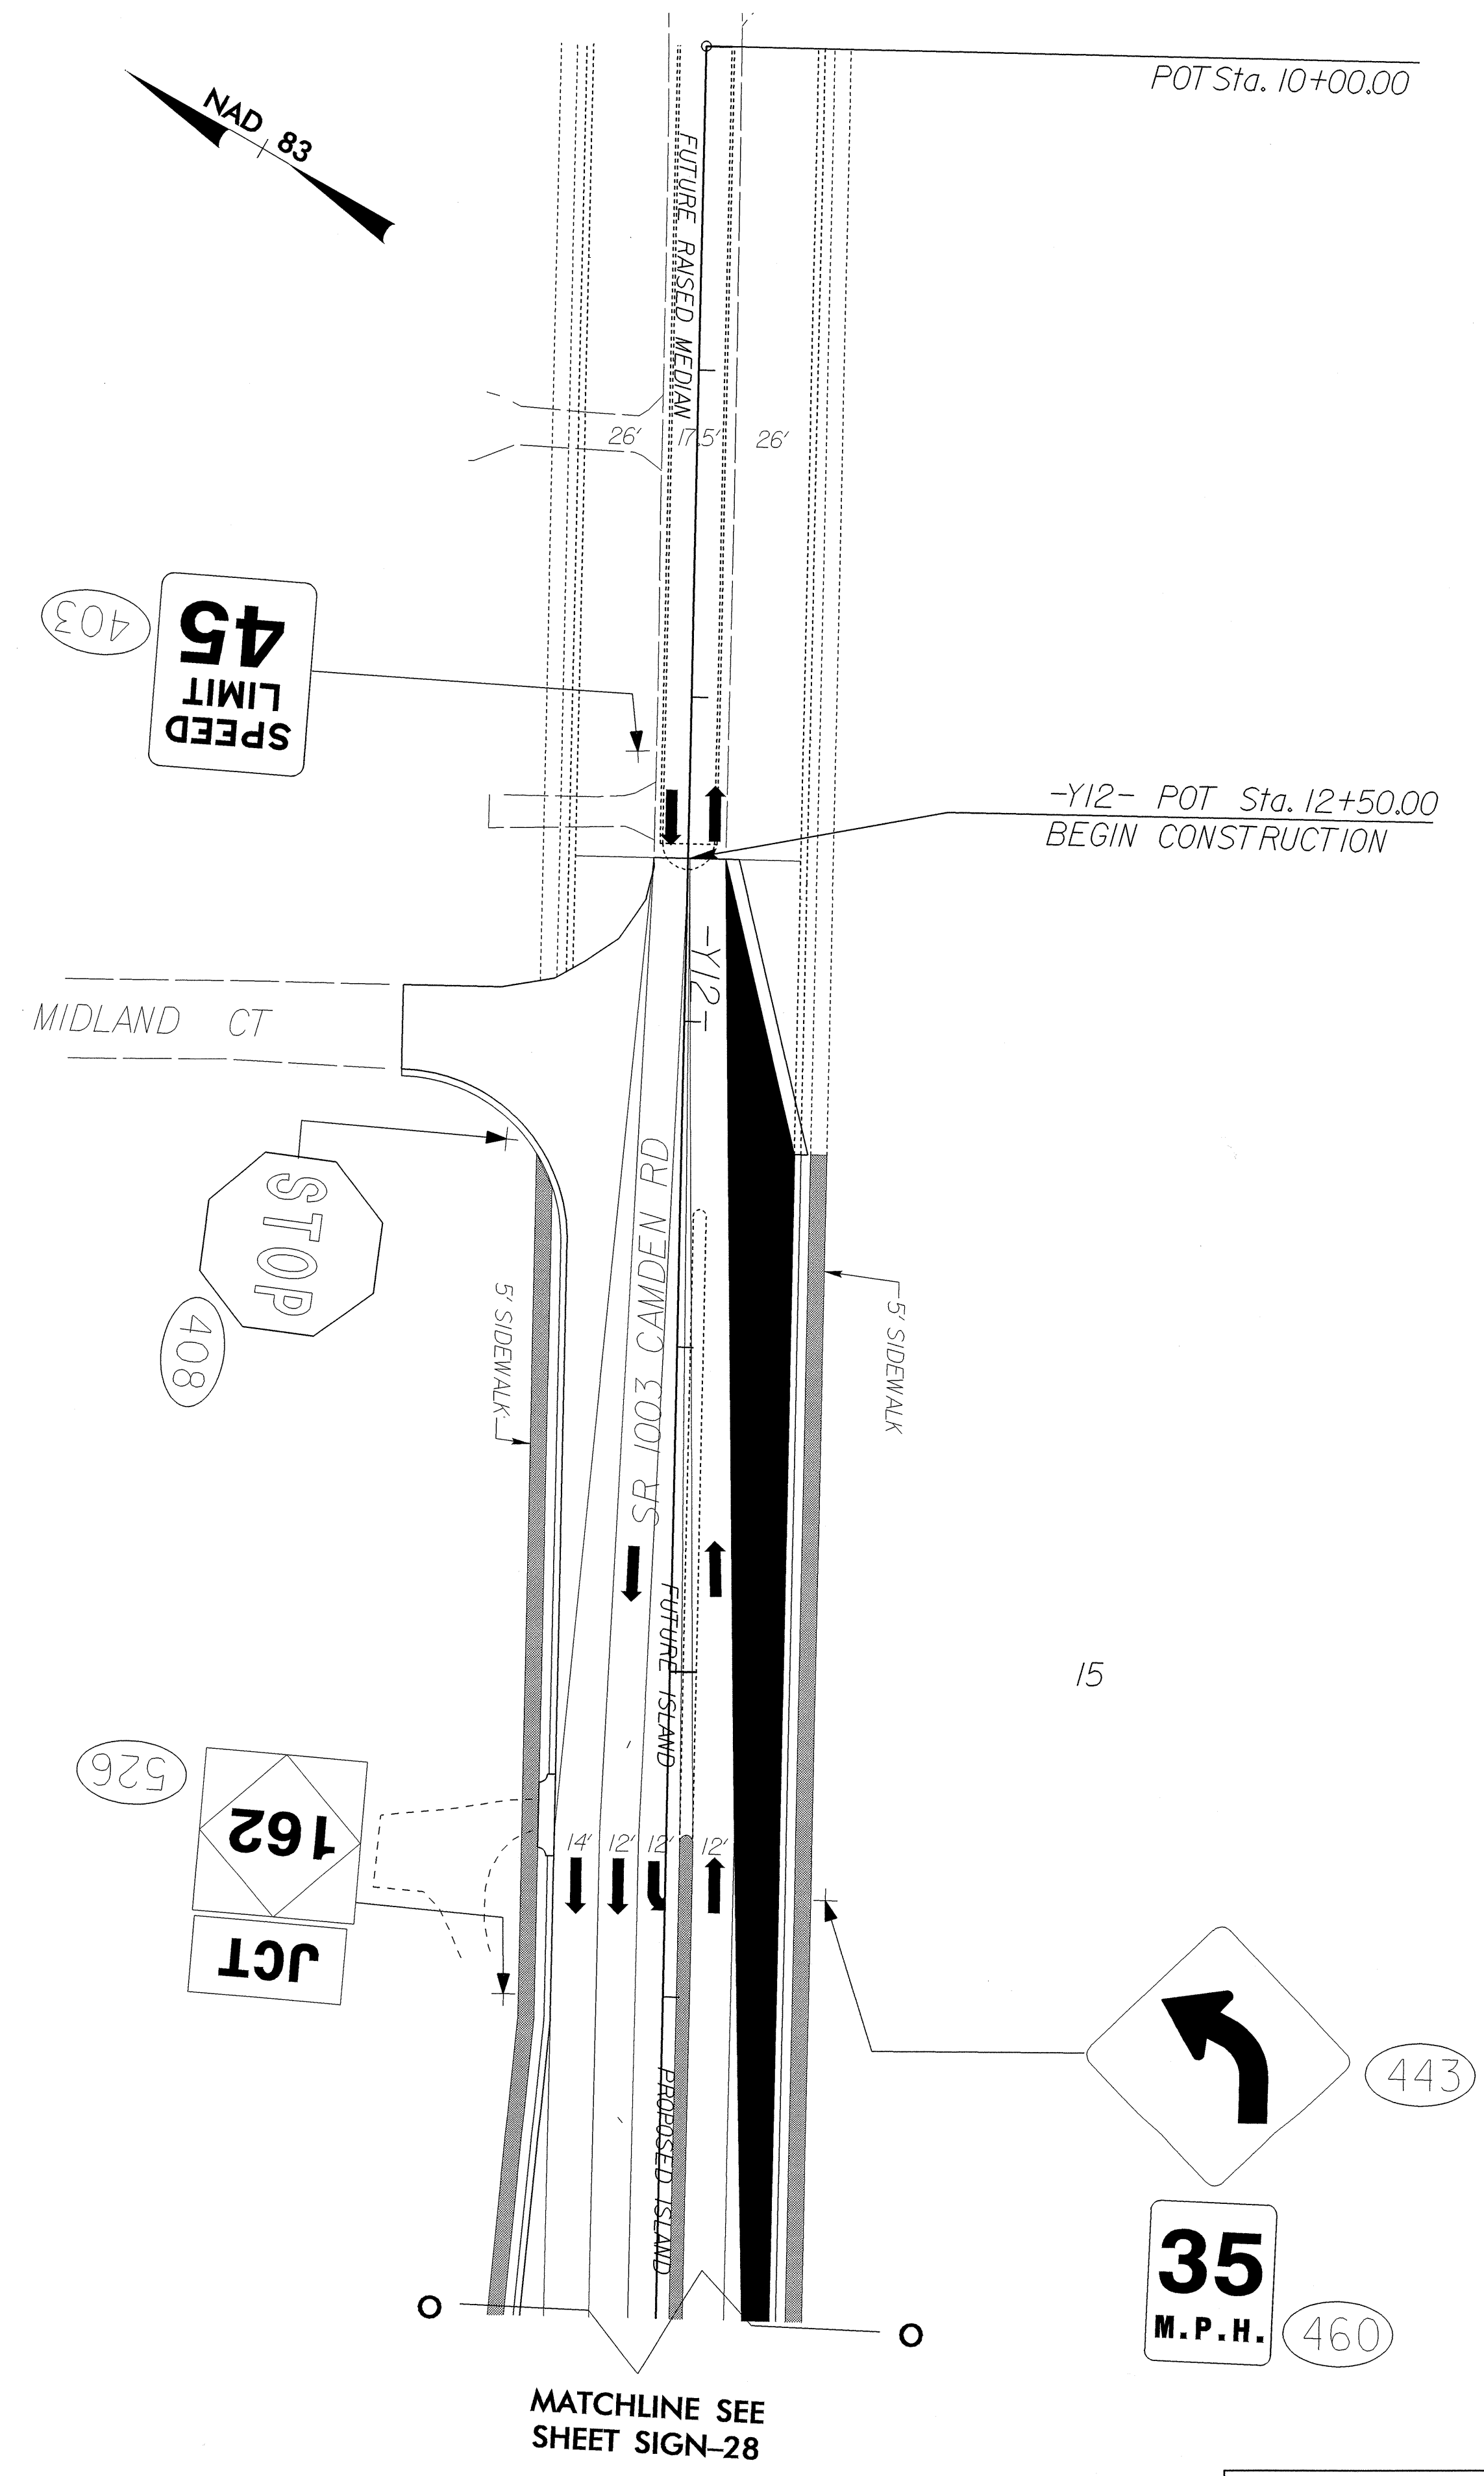 POT Sta. 10+00.00
NAD 83
FUTURE RAISED MEDIAN
26' 17.5' 26'
403
SPEED
LIMIT
45
-Y12- POT Sta. 12+50.00
BEGIN CONSTRUCTION
-Y12-
MIDLAND CT
STOP
408
SR 1003 CAMDEN RD
5' SIDEWALK
5' SIDEWALK
FUTURE ISLAND
15
526
JCT
162
14' 12' 12' 12'
PROPOSED ISLAND
443
35
M.P.H.
460
MATCHLINE SEE
SHEET SIGN-28